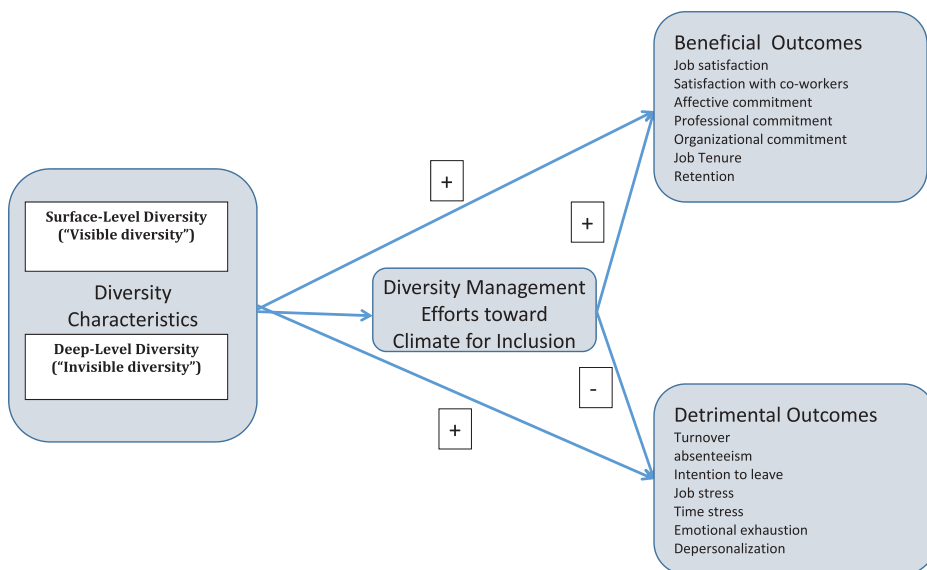 Surface-Level Diversity
(“Visible diversity”)
Diversity
Characteristics
Deep-Level Diversity
(“Invisible diversity”)
+
+
Diversity Management
Efforts toward
Climate for Inclusion
+
-
Beneficial Outcomes
Job satisfaction
Satisfaction with co-workers
Affective commitment
Professional commitment
Organizational commitment
Job Tenure
Retention
Detrimental Outcomes
Turnover
absenteeism
Intention to leave
Job stress
Time stress
Emotional exhaustion
Depersonalization